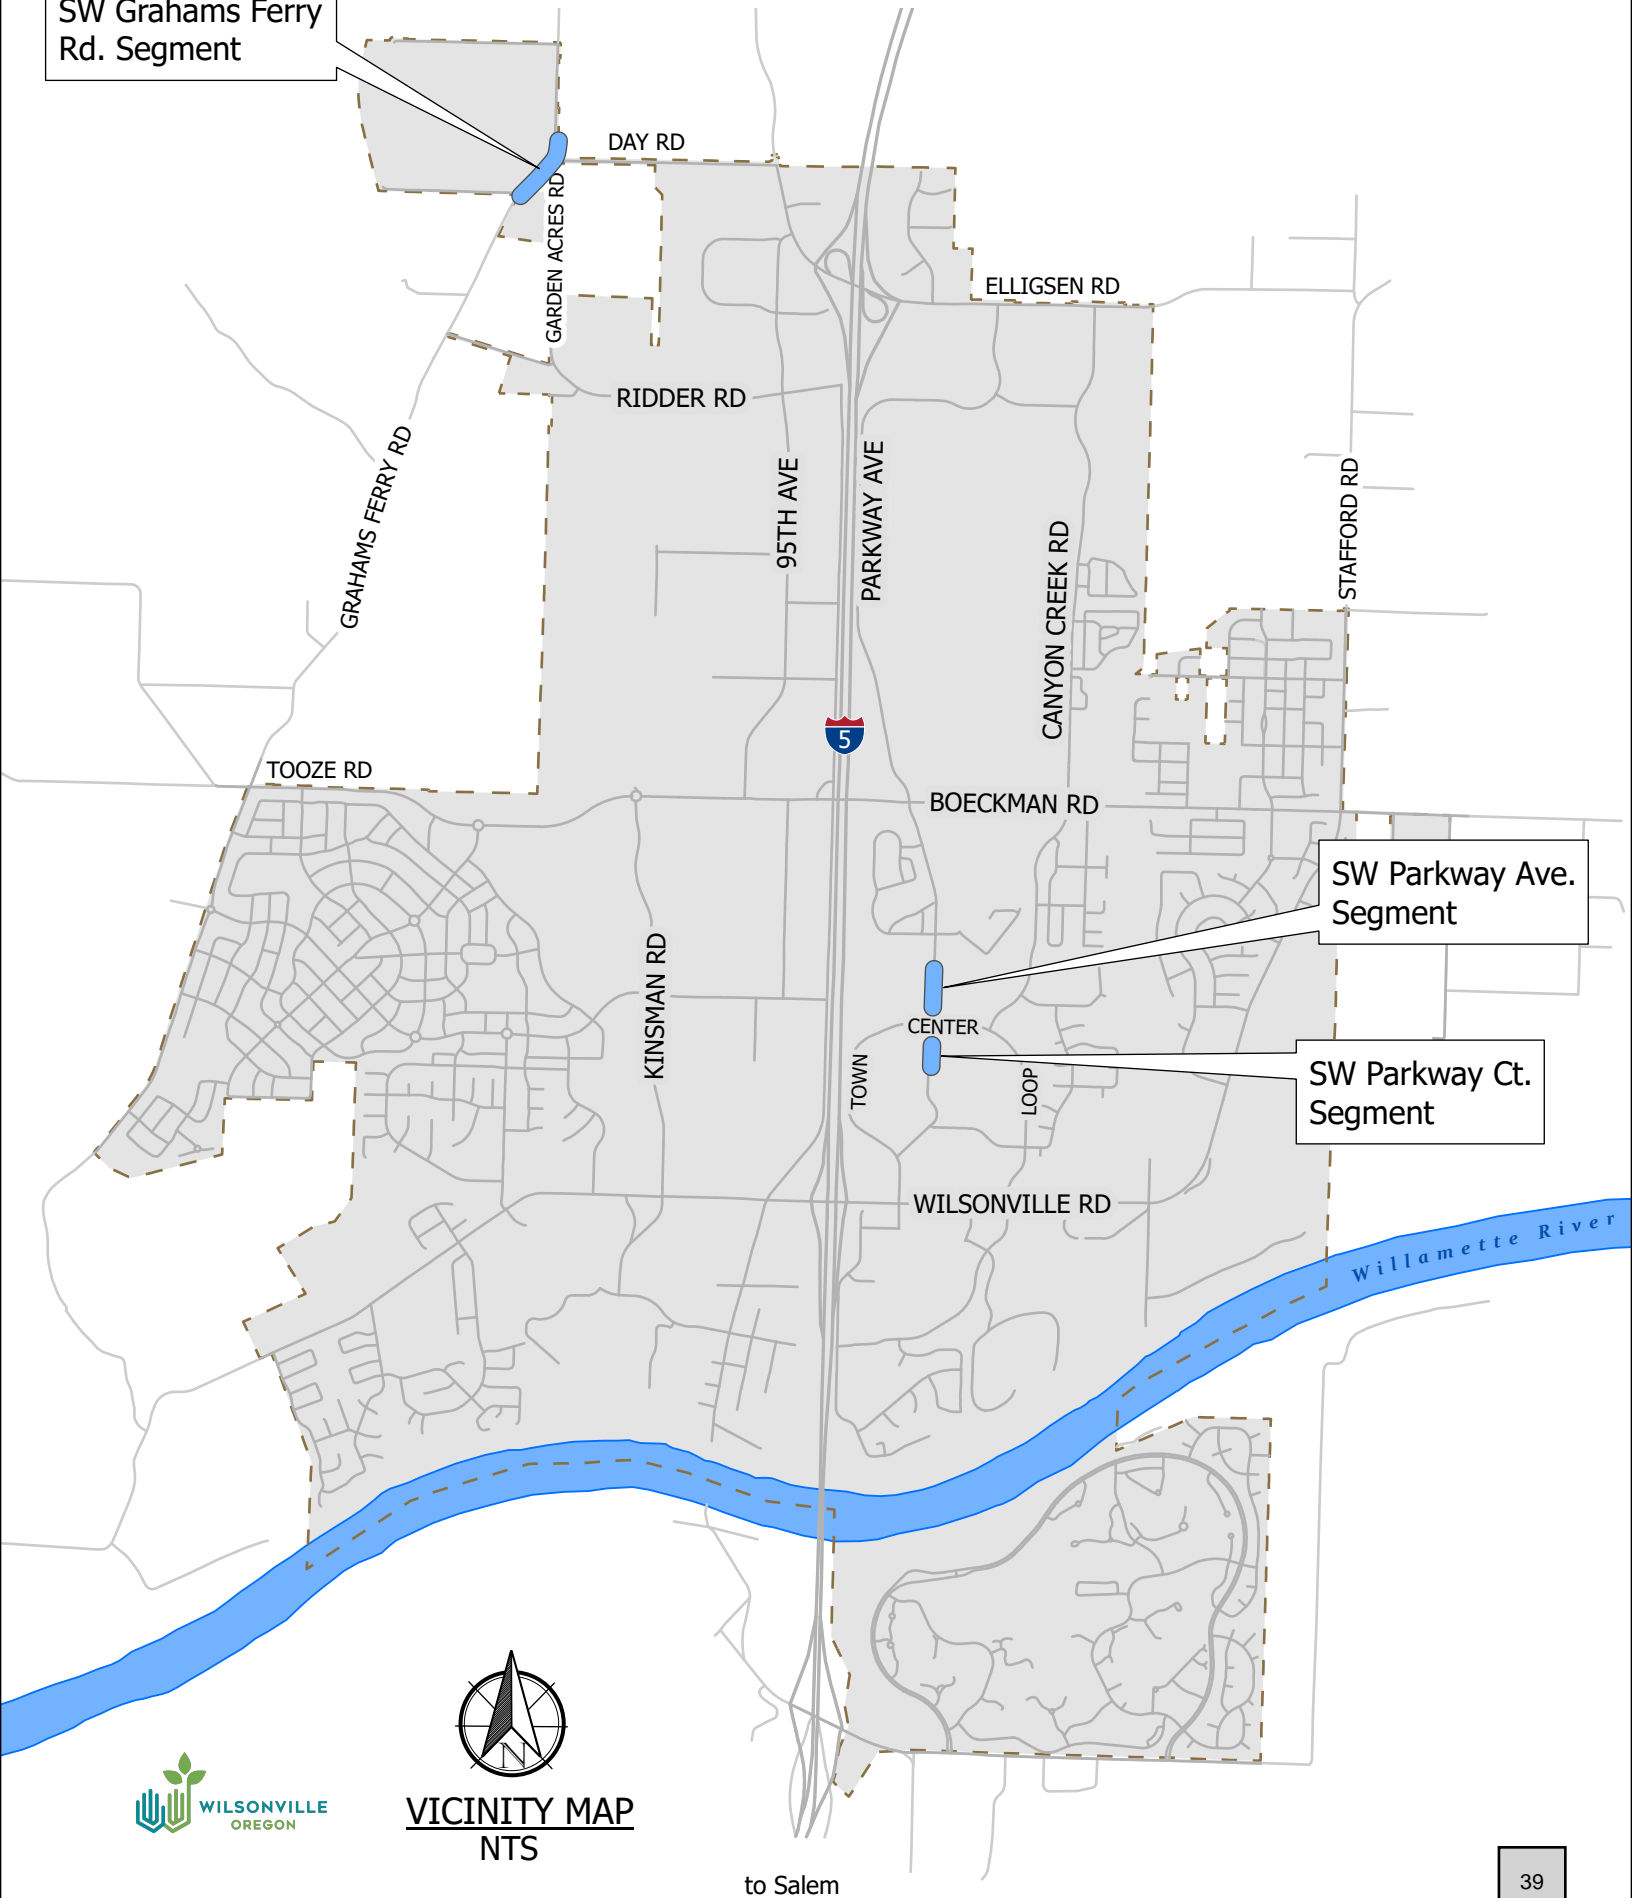 SW Grahams Ferry
Rd. Segment
DAY RD
GARDEN ACRES RD
ELLIGSEN RD
RIDDER RD
GRAHAMS FERRY RD
95TH AVE
PARKWAY AVE
CANYON CREEK RD
STAFFORD RD
5
TOOZE RD
BOECKMAN RD
SW Parkway Ave.
Segment
KINSMAN RD
CENTER
TOWN
LOOP
SW Parkway Ct.
Segment
WILSONVILLE RD
Willamette River
N
WILSONVILLE
OREGON
VICINITY MAP
NTS
to Salem
39